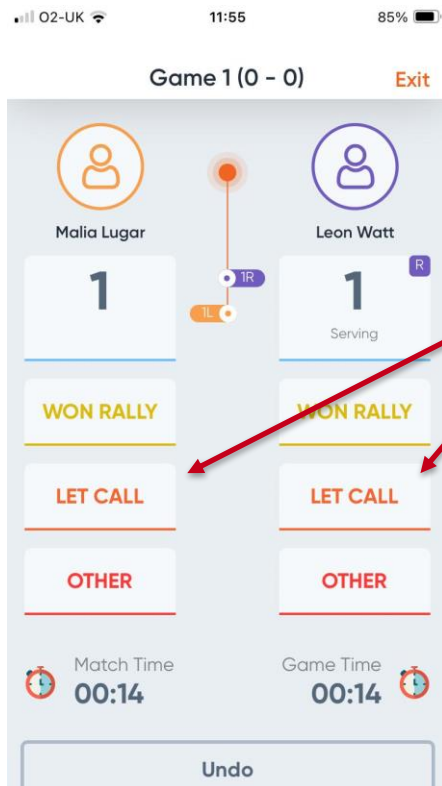 O2-UK 11:55 85%
Game 1 (0 - 0) Exit
Malia Lugar Leon Watt
1R
1L
1 1 R
Serving
WON RALLY WON RALLY
LET CALL LET CALL
OTHER OTHER
Match Time Game Time
00:14 00:14
Undo